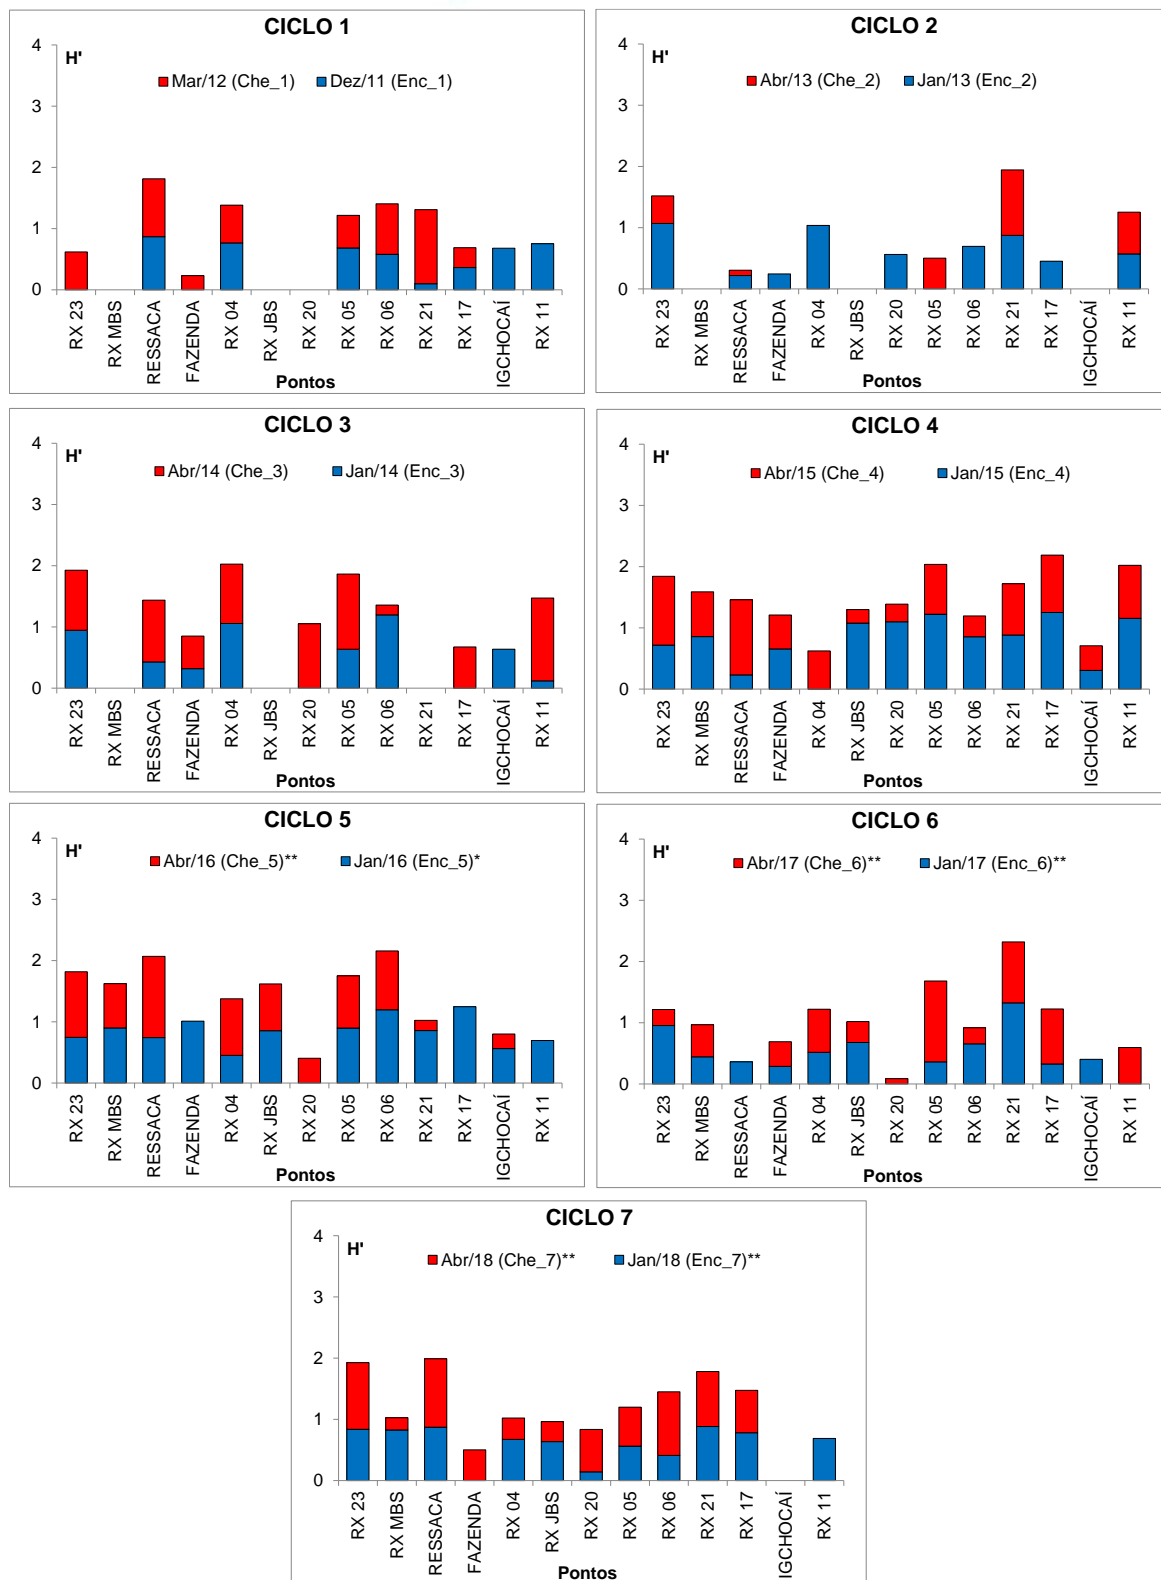 CICLO 1
H'
Mar/12 (Che_1) Dez/11 (Enc_1)
4
3
2
1
0
RX 23
RX MBS
RESSACA
FAZENDA
RX 04
RX JBS
RX 20
RX 05
RX 06
RX 21
RX 17
IGCHOCAÍ
RX 11
Pontos
CICLO 2
H'
Abr/13 (Che_2) Jan/13 (Enc_2)
4
3
2
1
0
RX 23
RX MBS
RESSACA
FAZENDA
RX 04
RX JBS
RX 20
RX 05
RX 06
RX 21
RX 17
IGCHOCAÍ
RX 11
Pontos
CICLO 3
H'
Abr/14 (Che_3) Jan/14 (Enc_3)
4
3
2
1
0
RX 23
RX MBS
RESSACA
FAZENDA
RX 04
RX JBS
RX 20
RX 05
RX 06
RX 21
RX 17
IGCHOCAÍ
RX 11
Pontos
CICLO 4
H'
Abr/15 (Che_4) Jan/15 (Enc_4)
4
3
2
1
0
RX 23
RX MBS
RESSACA
FAZENDA
RX 04
RX JBS
RX 20
RX 05
RX 06
RX 21
RX 17
IGCHOCAÍ
RX 11
Pontos
CICLO 5
H'
Abr/16 (Che_5)** Jan/16 (Enc_5)*
4
3
2
1
0
RX 23
RX MBS
RESSACA
FAZENDA
RX 04
RX JBS
RX 20
RX 05
RX 06
RX 21
RX 17
IGCHOCAÍ
RX 11
Pontos
CICLO 6
H'
Abr/17 (Che_6)** Jan/17 (Enc_6)**
4
3
2
1
0
RX 23
RX MBS
RESSACA
FAZENDA
RX 04
RX JBS
RX 20
RX 05
RX 06
RX 21
RX 17
IGCHOCAÍ
RX 11
Pontos
CICLO 7
H'
Abr/18 (Che_7)** Jan/18 (Enc_7)**
4
3
2
1
0
RX 23
RX MBS
RESSACA
FAZENDA
RX 04
RX JBS
RX 20
RX 05
RX 06
RX 21
RX 17
IGCHOCAÍ
RX 11
Pontos